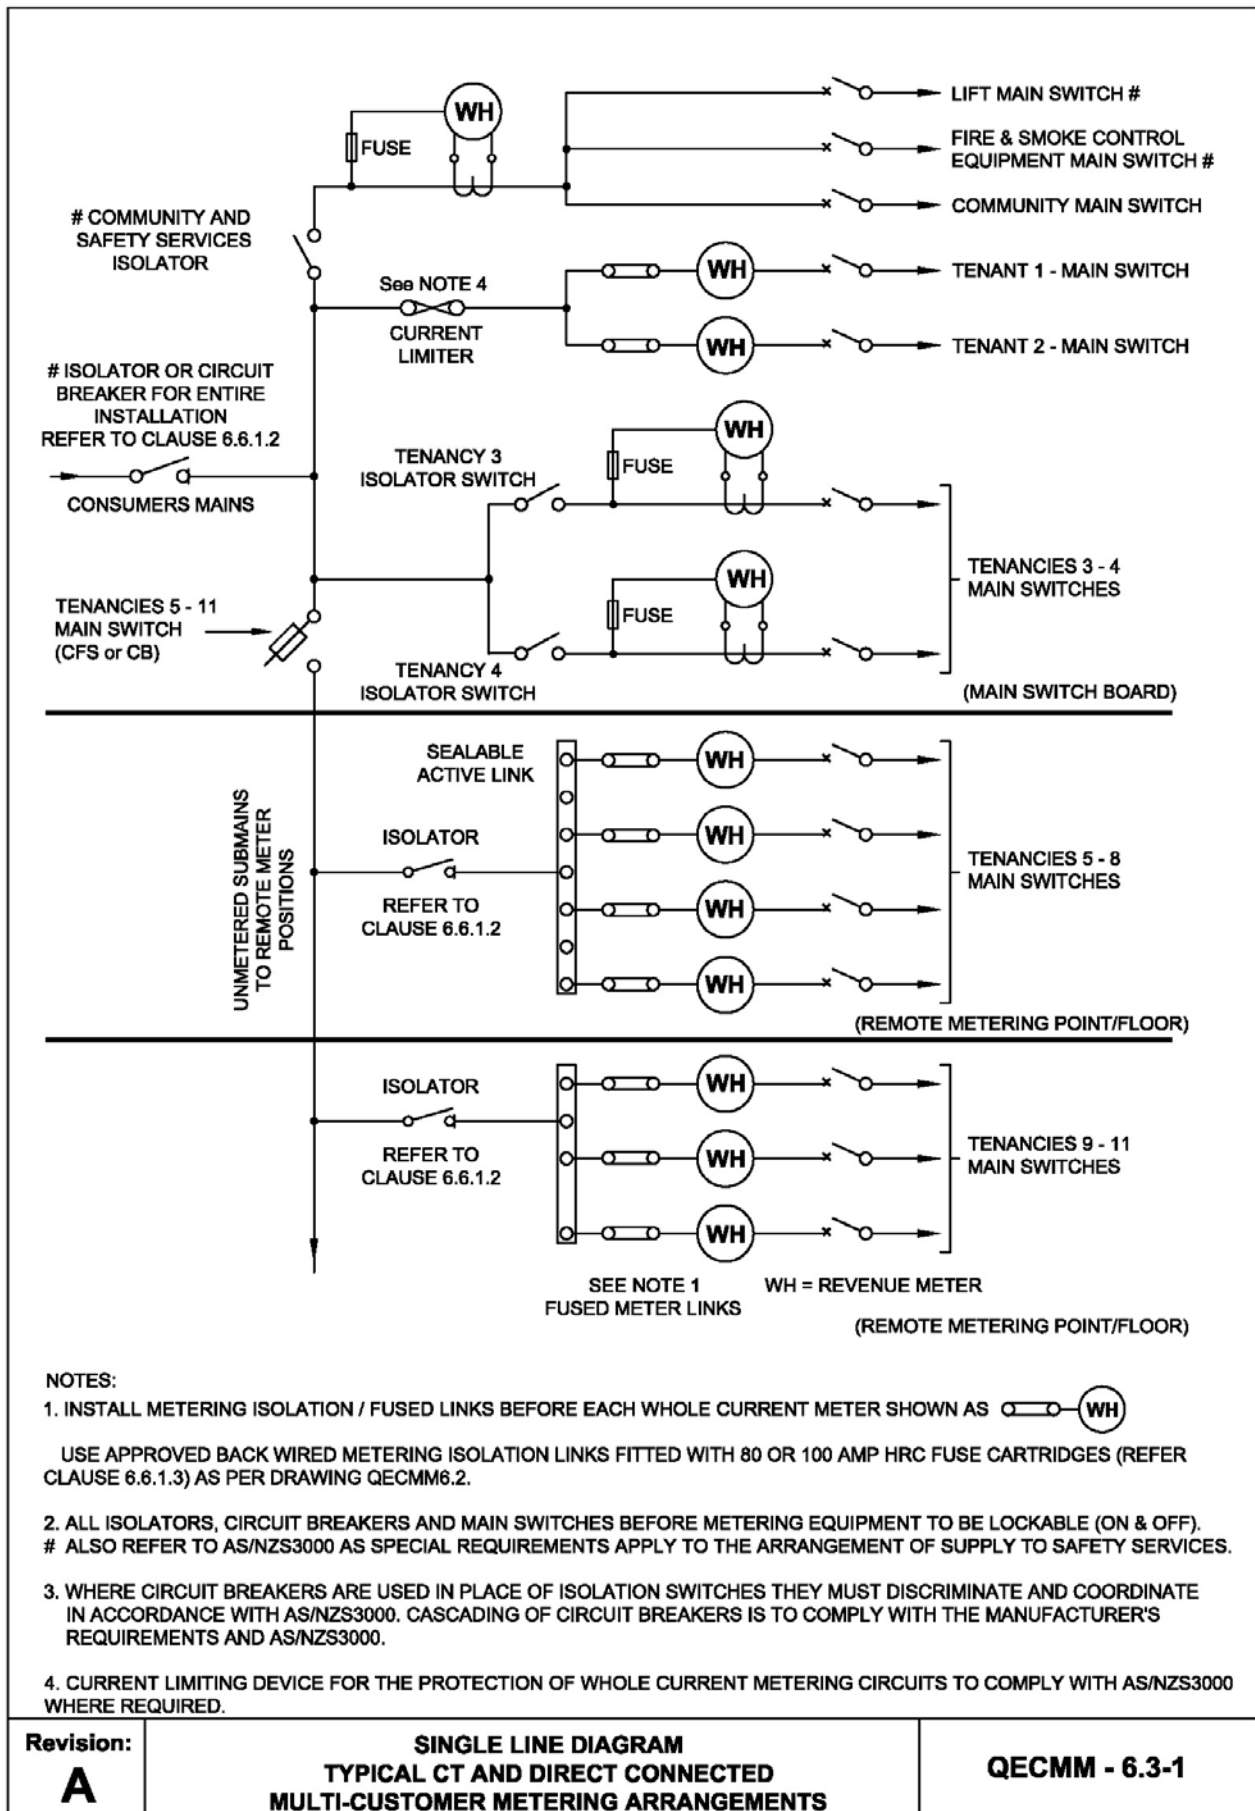 WH
FUSE
LIFT MAIN SWITCH #
FIRE & SMOKE CONTROL
EQUIPMENT MAIN SWITCH #
COMMUNITY MAIN SWITCH
# COMMUNITY AND
SAFETY SERVICES
ISOLATOR
See NOTE 4
CURRENT
LIMITER
WH
TENANT 1 - MAIN SWITCH
WH
TENANT 2 - MAIN SWITCH
# ISOLATOR OR CIRCUIT
BREAKER FOR ENTIRE
INSTALLATION
REFER TO CLAUSE 6.6.1.2
CONSUMERS MAINS
TENANCY 3
ISOLATOR SWITCH
FUSE
WH
TENANCY 4
ISOLATOR SWITCH
FUSE
WH
TENANCIES 3 - 4
MAIN SWITCHES
TENANCIES 5 - 11
MAIN SWITCH
(CFS or CB)
(MAIN SWITCH BOARD)
UNMETERED SUBMAINS
TO REMOTE METER
POSITIONS
SEALABLE
ACTIVE LINK
ISOLATOR
REFER TO
CLAUSE 6.6.1.2
WH
WH
WH
WH
TENANCIES 5 - 8
MAIN SWITCHES
(REMOTE METERING POINT/FLOOR)
ISOLATOR
REFER TO
CLAUSE 6.6.1.2
WH
WH
WH
TENANCIES 9 - 11
MAIN SWITCHES
SEE NOTE 1
FUSED METER LINKS
WH = REVENUE METER
(REMOTE METERING POINT/FLOOR)
NOTES:
1. INSTALL METERING ISOLATION / FUSED LINKS BEFORE EACH WHOLE CURRENT METER SHOWN AS WH
USE APPROVED BACK WIRED METERING ISOLATION LINKS FITTED WITH 80 OR 100 AMP HRC FUSE CARTRIDGES (REFER
CLAUSE 6.6.1.3) AS PER DRAWING QECMM6.2.
2. ALL ISOLATORS, CIRCUIT BREAKERS AND MAIN SWITCHES BEFORE METERING EQUIPMENT TO BE LOCKABLE (ON & OFF).
# ALSO REFER TO AS/NZS3000 AS SPECIAL REQUIREMENTS APPLY TO THE ARRANGEMENT OF SUPPLY TO SAFETY SERVICES.
3. WHERE CIRCUIT BREAKERS ARE USED IN PLACE OF ISOLATION SWITCHES THEY MUST DISCRIMINATE AND COORDINATE
IN ACCORDANCE WITH AS/NZS3000. CASCADING OF CIRCUIT BREAKERS IS TO COMPLY WITH THE MANUFACTURER'S
REQUIREMENTS AND AS/NZS3000.
4. CURRENT LIMITING DEVICE FOR THE PROTECTION OF WHOLE CURRENT METERING CIRCUITS TO COMPLY WITH AS/NZS3000
WHERE REQUIRED.
Revision:
A
SINGLE LINE DIAGRAM
TYPICAL CT AND DIRECT CONNECTED
MULTI-CUSTOMER METERING ARRANGEMENTS
QECMM - 6.3-1